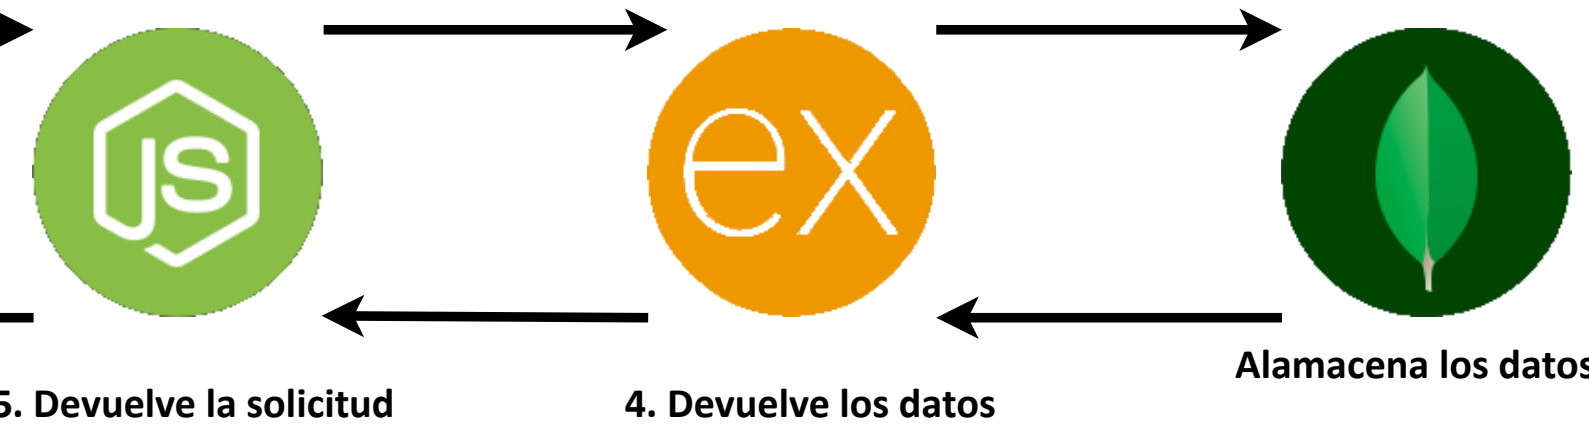 JS
ex
Alamacena los datos
5. Devuelve la solicitud
4. Devuelve los datos